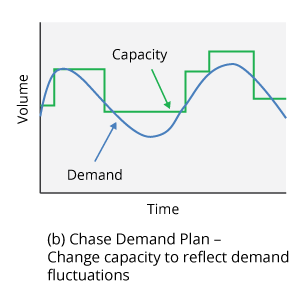 Capacity
Volume
Demand
Time
(b) Chase Demand Plan –
Change capacity to reflect demand
fluctuations